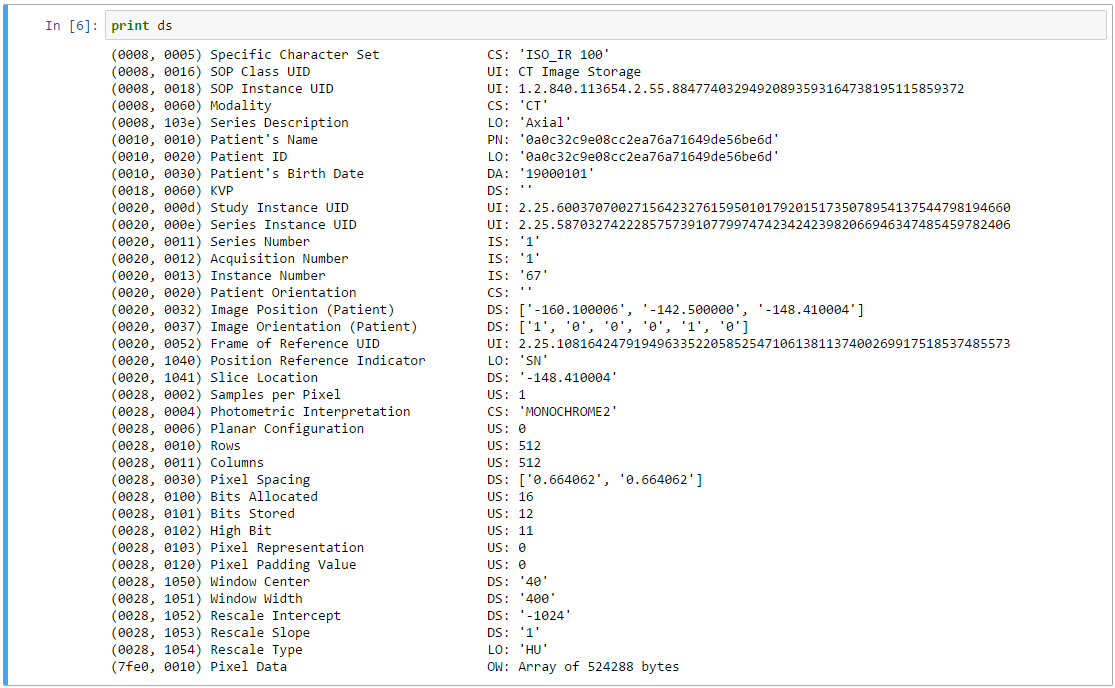 In [6]: print ds
(0008, 0005) Specific Character Set CS: 'ISO_IR 100'
(0008, 0016) SOP Class UID UI: CT Image Storage
(0008, 0018) SOP Instance UID UI: 1.2.840.113654.2.55.88477403294920893593164738195115859372
(0008, 0060) Modality CS: 'CT'
(0008, 103e) Series Description LO: 'Axial'
(0010, 0010) Patient's Name PN: '0a0c32c9e08cc2ea76a71649de56be6d'
(0010, 0020) Patient ID LO: '0a0c32c9e08cc2ea76a71649de56be6d'
(0010, 0030) Patient's Birth Date DA: '19000101'
(0018, 0060) KVP DS: ''
(0020, 000d) Study Instance UID UI: 2.25.60037070027156423276159501017920151735078954137544798194660
(0020, 000e) Series Instance UID UI: 2.25.58703274222857573910779974742342423982066946347485459782406
(0020, 0011) Series Number IS: '1'
(0020, 0012) Acquisition Number IS: '1'
(0020, 0013) Instance Number IS: '67'
(0020, 0020) Patient Orientation CS: ''
(0020, 0032) Image Position (Patient) DS: ['-160.100006', '-142.500000', '-148.410004']
(0020, 0037) Image Orientation (Patient) DS: ['1', '0', '0', '0', '1', '0']
(0020, 0052) Frame of Reference UID UI: 2.25.10816424791949633522058525471061381137400269917518537485573
(0020, 1040) Position Reference Indicator LO: 'SN'
(0020, 1041) Slice Location DS: '-148.410004'
(0028, 0002) Samples per Pixel US: 1
(0028, 0004) Photometric Interpretation CS: 'MONOCHROME2'
(0028, 0006) Planar Configuration US: 0
(0028, 0010) Rows US: 512
(0028, 0011) Columns US: 512
(0028, 0030) Pixel Spacing DS: ['0.664062', '0.664062']
(0028, 0100) Bits Allocated US: 16
(0028, 0101) Bits Stored US: 12
(0028, 0102) High Bit US: 11
(0028, 0103) Pixel Representation US: 0
(0028, 0120) Pixel Padding Value US: 0
(0028, 1050) Window Center DS: '40'
(0028, 1051) Window Width DS: '400'
(0028, 1052) Rescale Intercept DS: '-1024'
(0028, 1053) Rescale Slope DS: '1'
(0028, 1054) Rescale Type LO: 'HU'
(7fe0, 0010) Pixel Data OW: Array of 524288 bytes